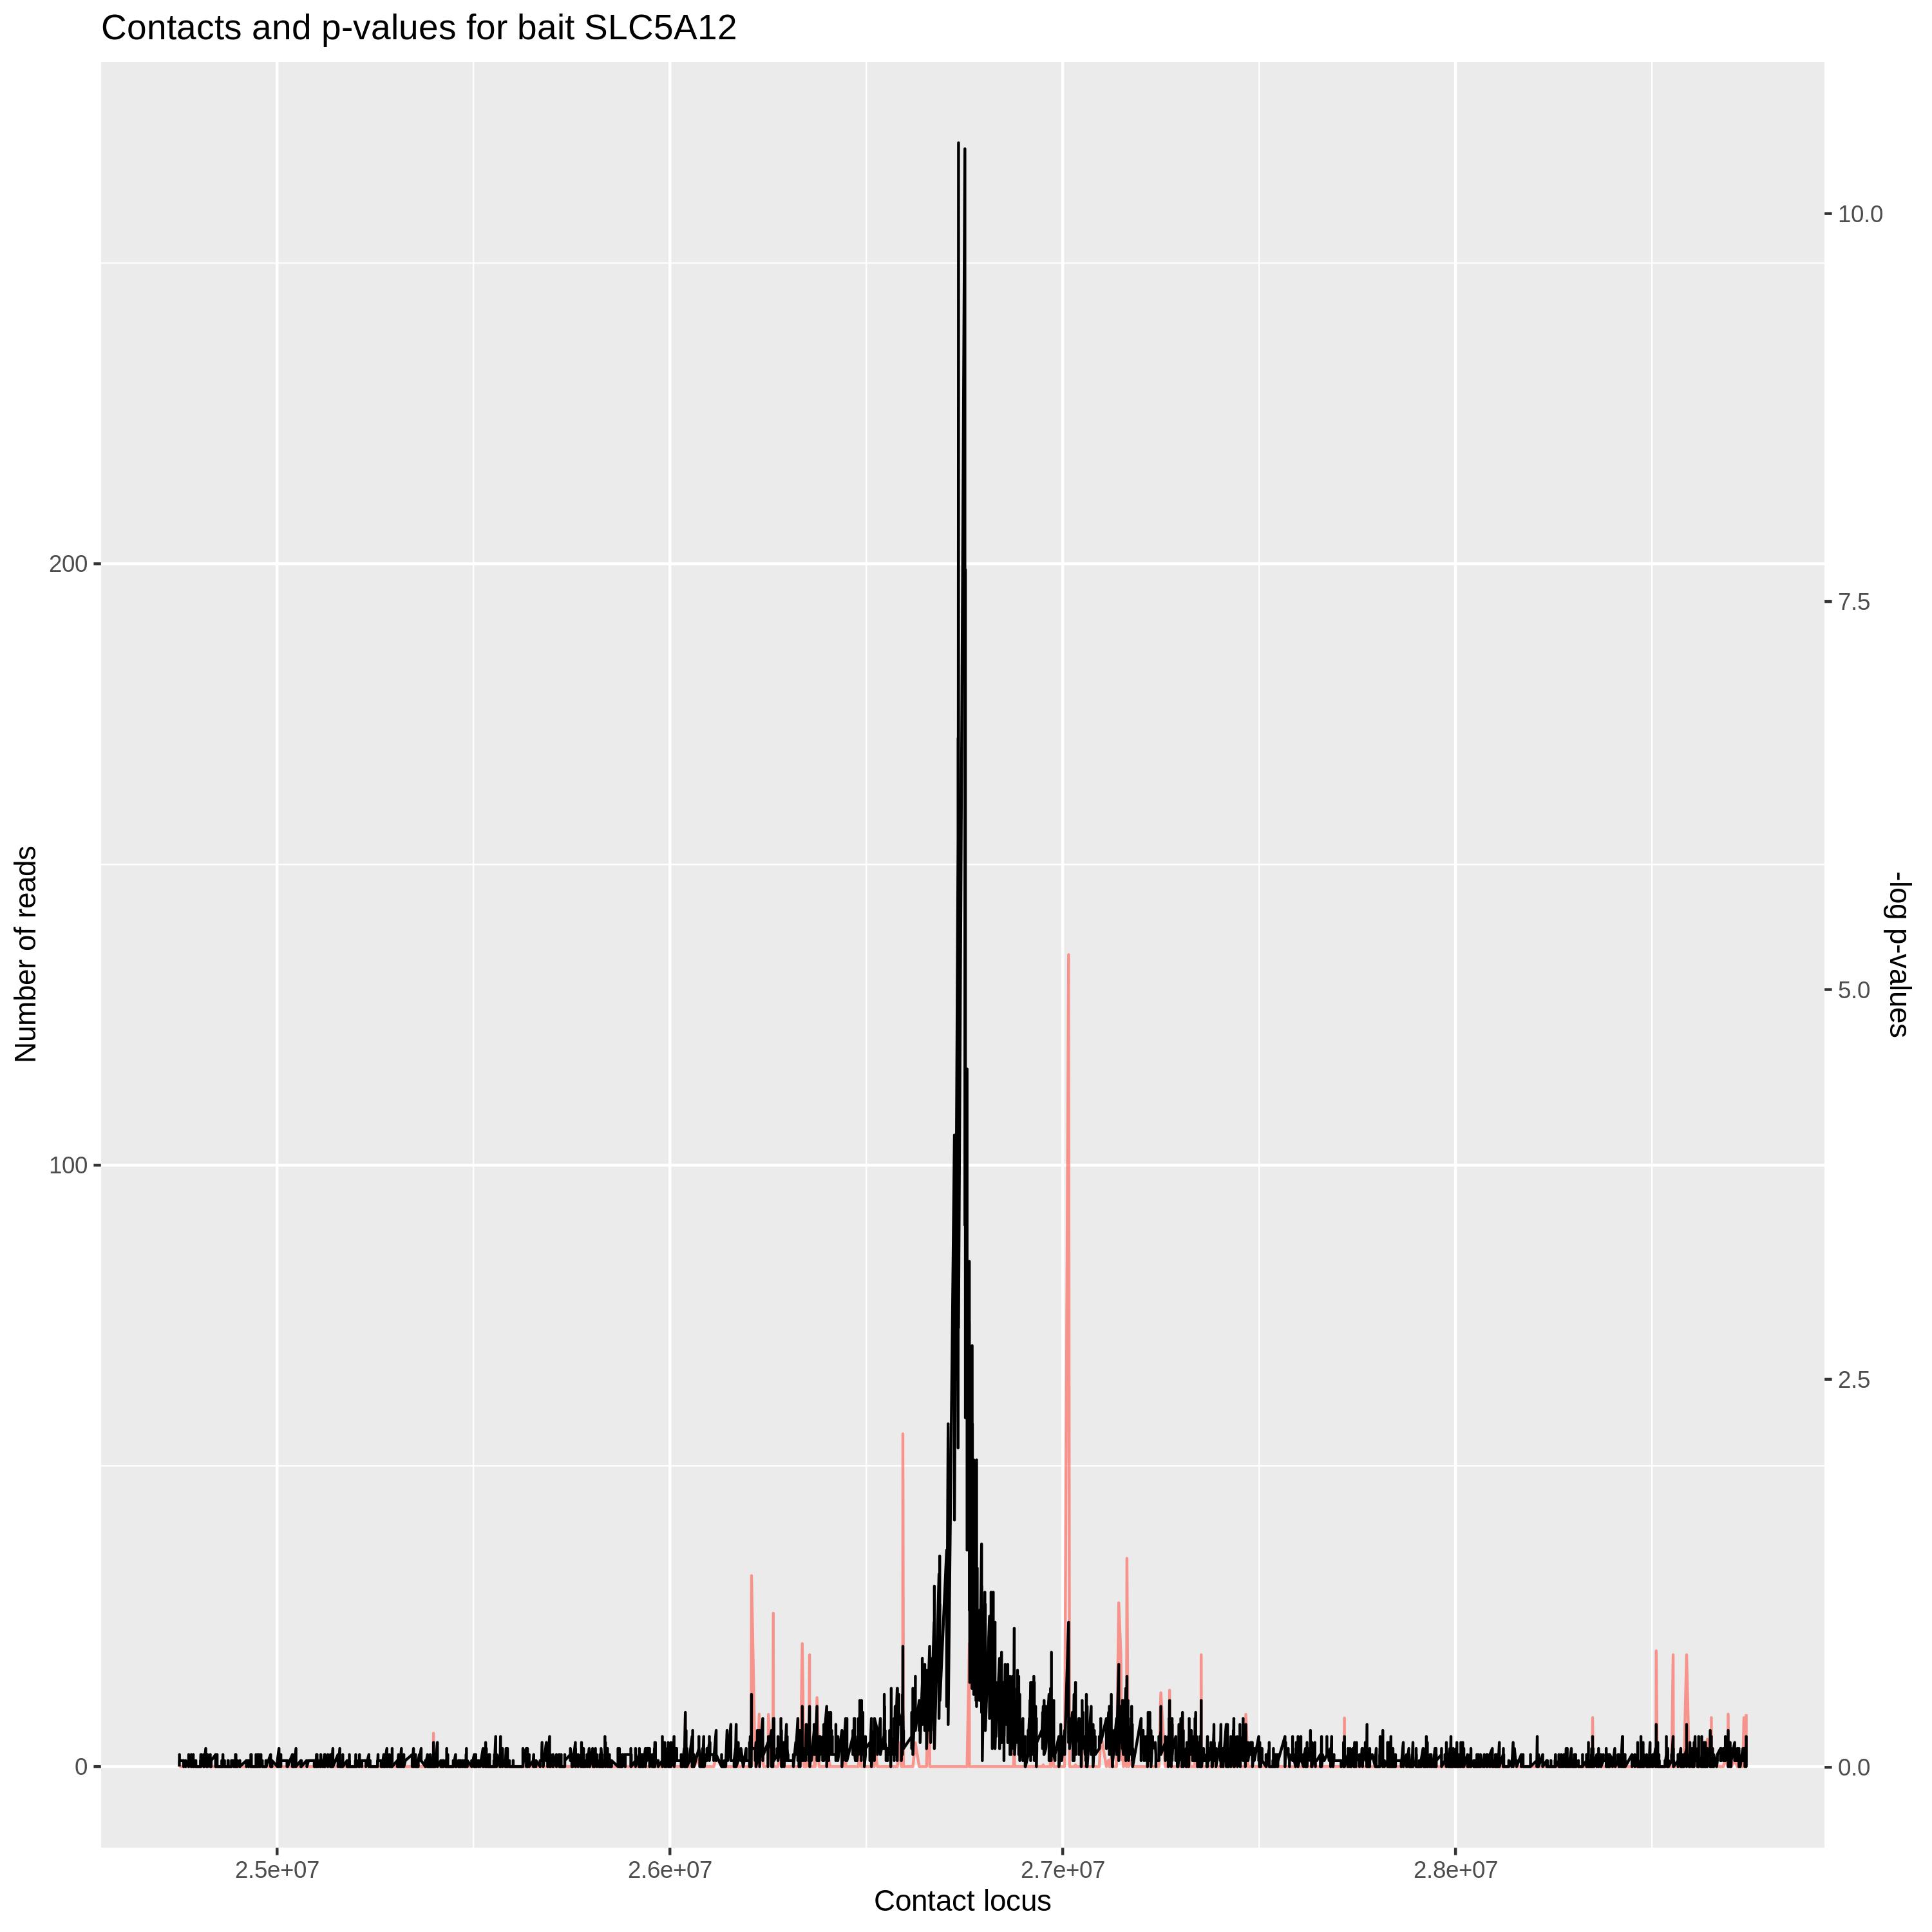 Contacts and p-values for bait SLC5A12
Number of reads
200
100
0
10.0
7.5
5.0
2.5
0.0
-log p-values
2.5e+07
2.6e+07
2.7e+07
2.8e+07
Contact locus